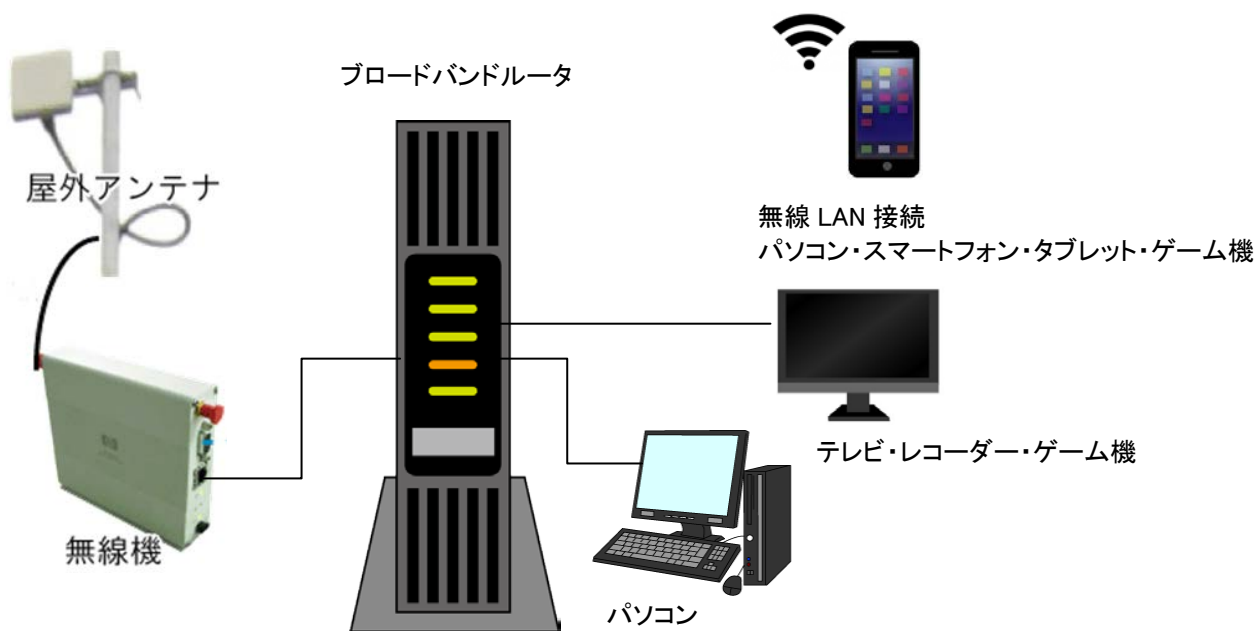 ブロードバンドルータ
屋外アンテナ
無線 LAN 接続
パソコン・スマートフォン・タブレット・ゲーム機
テレビ・レコーダー・ゲーム機
無線機
パソコン